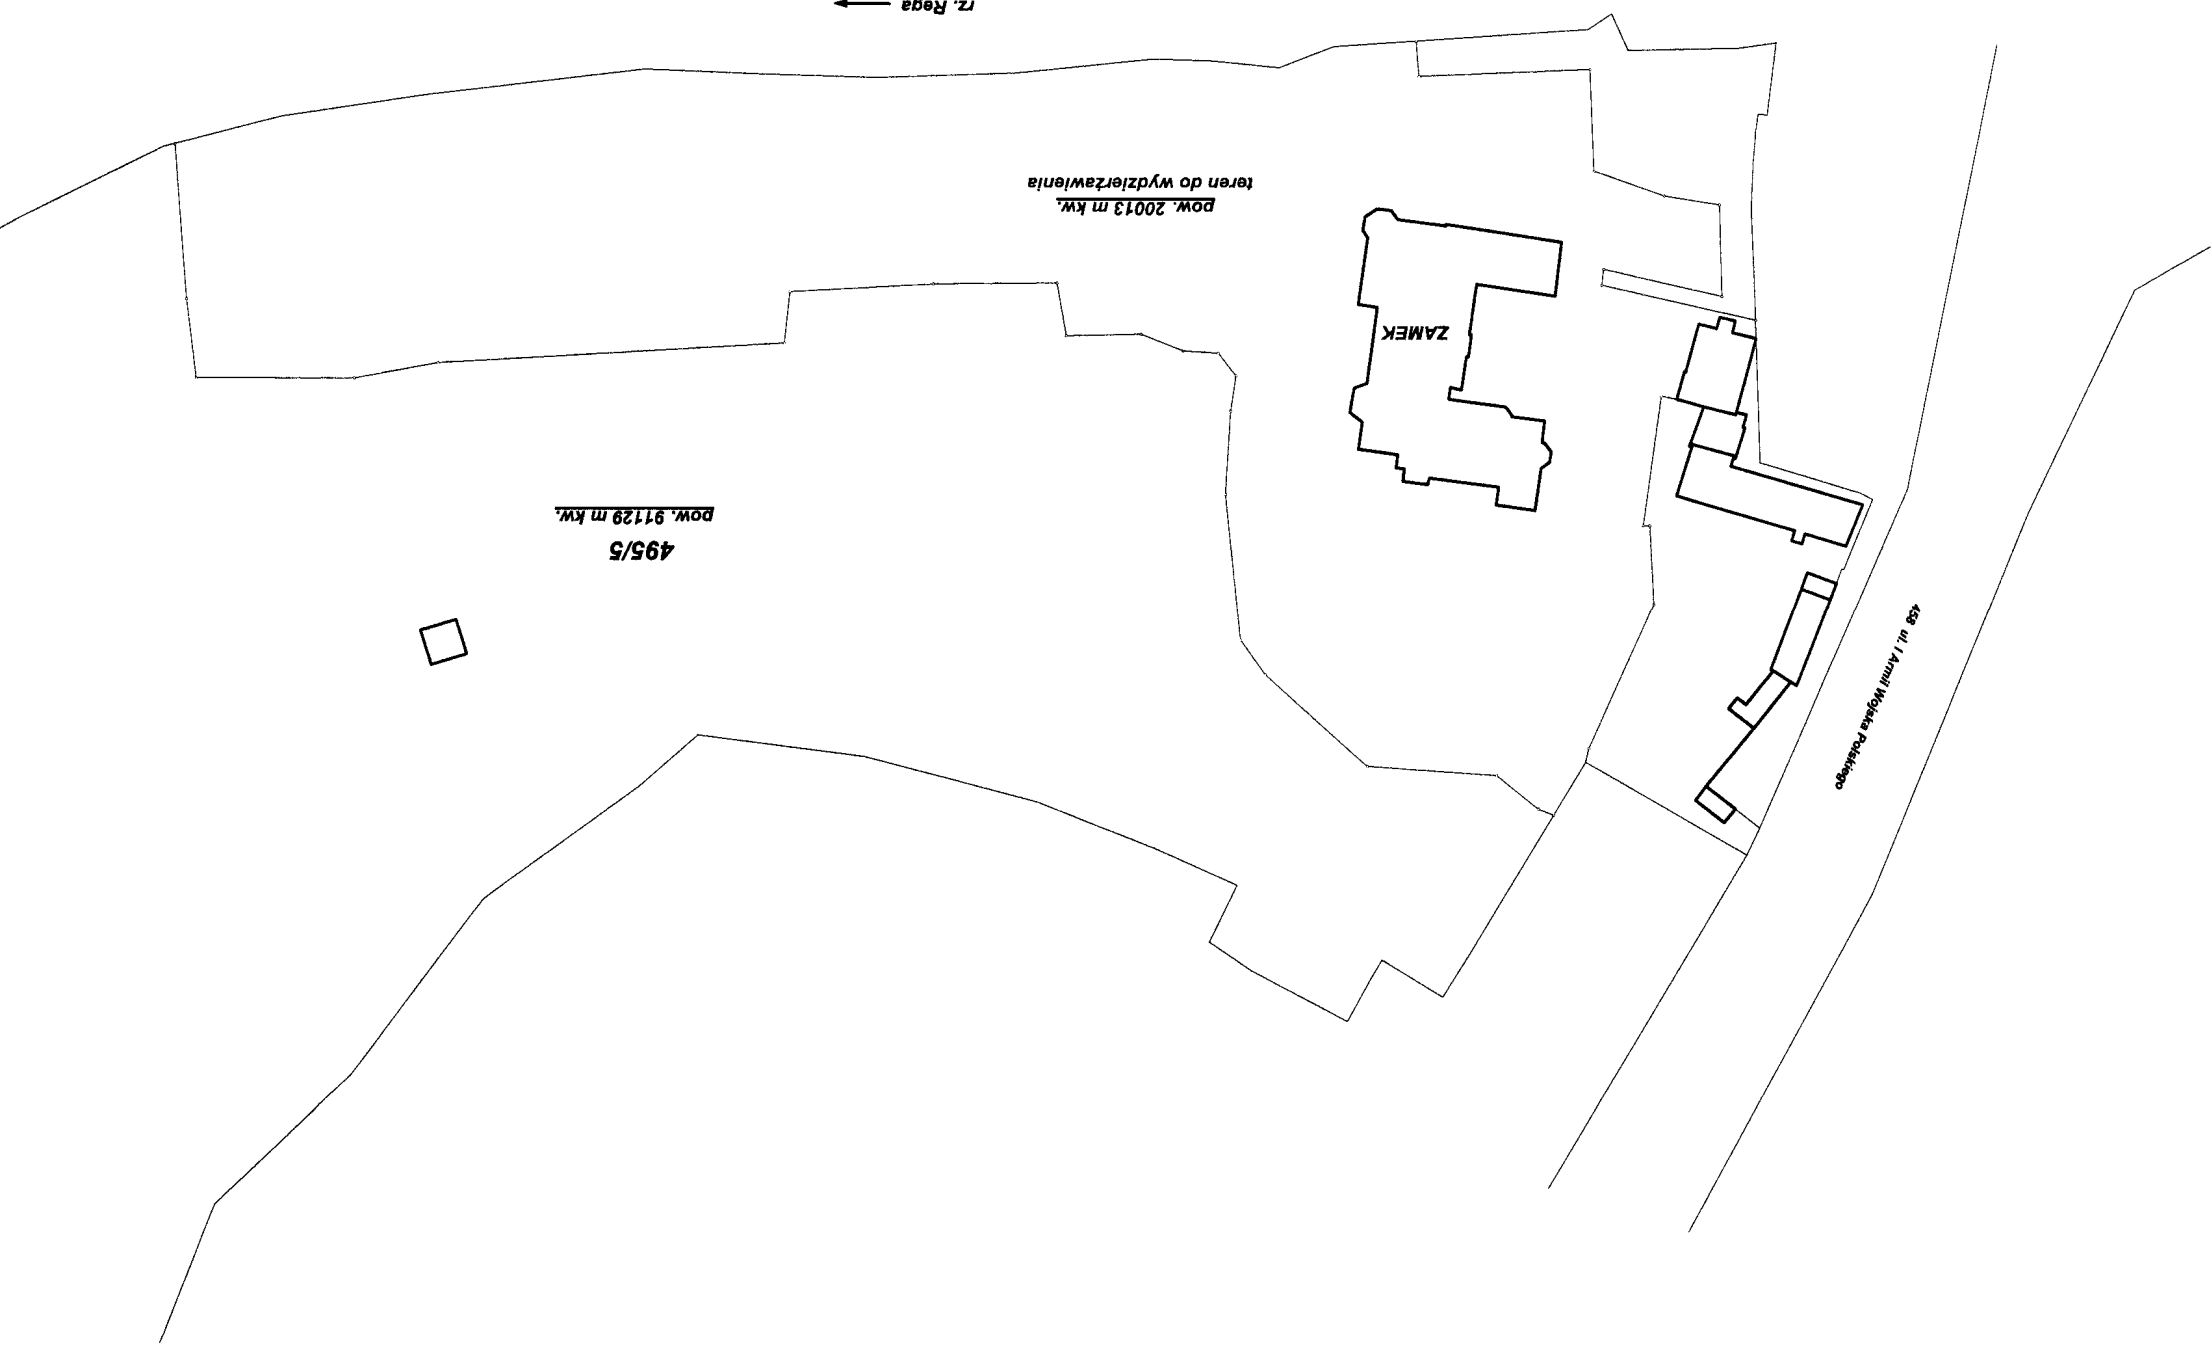 458 ul. I Armii Wojska Polskiego
495/5
pow. 91129 m kw.
ZAMEK
pow. 20013 m kw.
teren do wydzierżawienia
rz. Rega